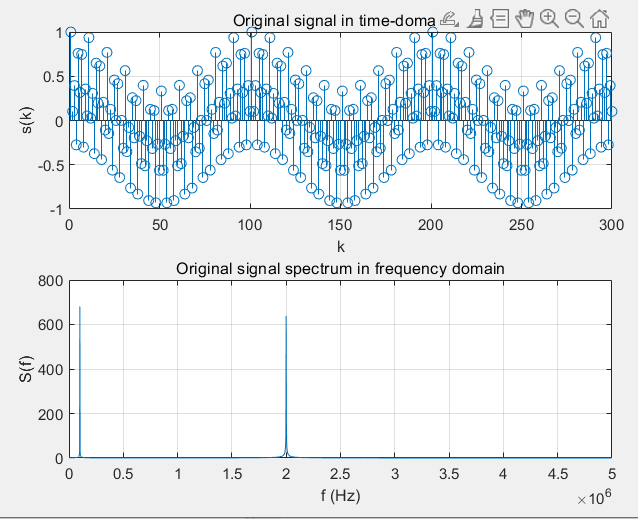 Original signal in time-doma
1
0.5
0
-0.5
-1
s(k)
0 50 100 150 200 250 300
k
Original signal spectrum in frequency domain
800
600
400
200
0
S(f)
0 0.5 1 1.5 2 2.5 3 3.5 4 4.5 5
f (Hz)
×10^6